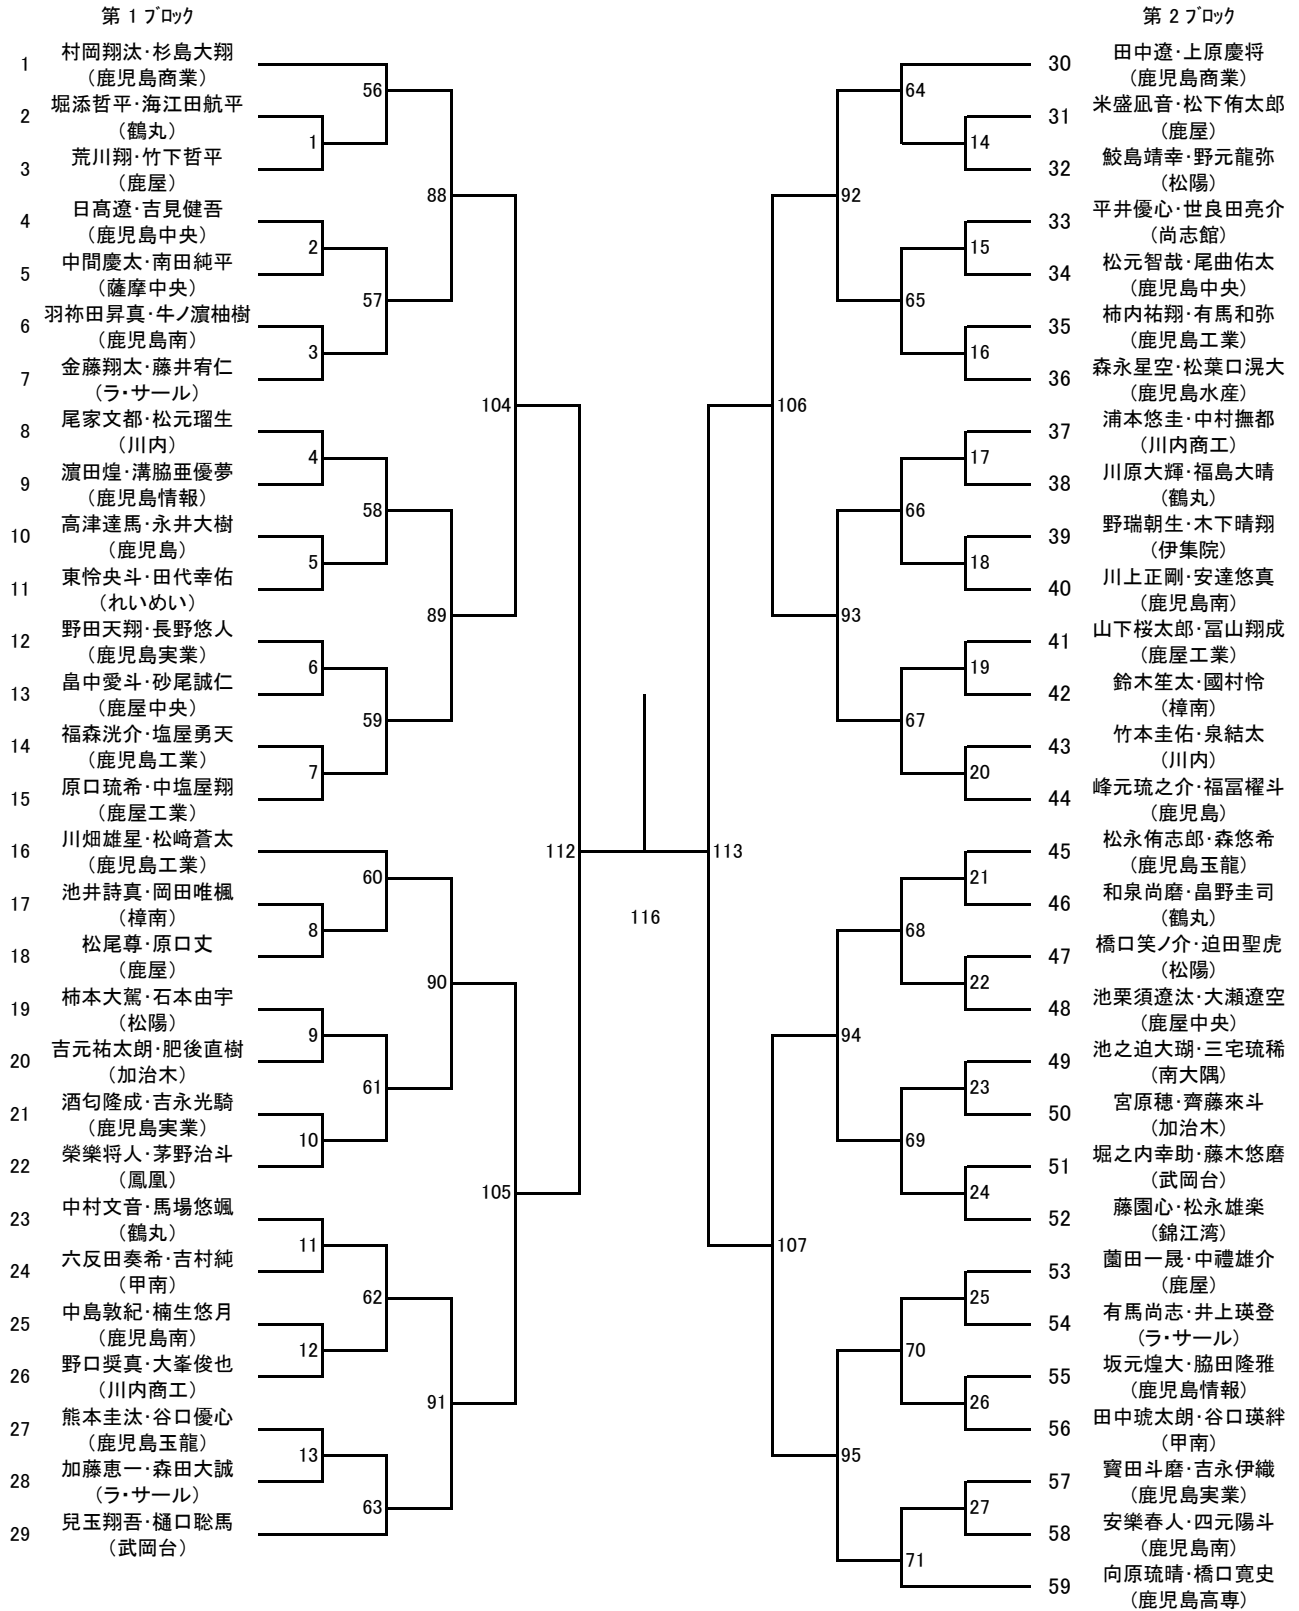 第1ブロック
1 村岡翔汰・杉島大翔
(鹿児島商業)
2 堀添哲平・海江田航平
(鶴丸)
3 荒川翔・竹下哲平
(鹿屋)
4 日髙遼・吉見健吾
(鹿児島中央)
5 中間慶太・南田純平
(薩摩中央)
6 羽祢田昇真・牛ノ濵柚樹
(鹿児島南)
7 金藤翔太・藤井宥仁
(ラ・サール)
8 尾家文都・松元瑠生
(川内)
9 濵田煌・溝脇亜優夢
(鹿児島情報)
10 高津達馬・永井大樹
(鹿児島)
11 東怜央斗・田代幸佑
(れいめい)
12 野田天翔・長野悠人
(鹿児島実業)
13 畠中愛斗・砂尾誠仁
(鹿屋中央)
14 福森洸介・塩屋勇天
(鹿児島工業)
15 原口琉希・中塩屋翔
(鹿屋工業)
16 川畑雄星・松﨑蒼太
(鹿児島工業)
17 池井詩真・岡田唯楓
(樟南)
18 松尾尊・原口丈
(鹿屋)
19 柿本大駕・石本由宇
(松陽)
20 吉元祐太朗・肥後直樹
(加治木)
21 酒匂隆成・吉永光騎
(鹿児島実業)
22 榮樂将人・茅野治斗
(鳳凰)
23 中村文音・馬場悠颯
(鶴丸)
24 六反田奏希・吉村純
(甲南)
25 中島敦紀・楠生悠月
(鹿児島南)
26 野口奨真・大峯俊也
(川内商工)
27 熊本圭汰・谷口優心
(鹿児島玉龍)
28 加藤恵一・森田大誠
(ラ・サール)
29 兒玉翔吾・樋口聡馬
(武岡台)
1
2
3
4
5
6
7
8
9
10
11
12
13
56
57
58
59
60
61
62
63
88
89
90
91
104
105
112
116
113
106
107
92
93
94
95
64
65
66
67
68
69
70
71
14
15
16
17
18
19
20
21
22
23
24
25
26
27
第2ブロック
30 田中遼・上原慶将
(鹿児島商業)
31 米盛凪音・松下侑太郎
(鹿屋)
32 鮫島靖幸・野元龍弥
(松陽)
33 平井優心・世良田亮介
(尚志館)
34 松元智哉・尾曲佑太
(鹿児島中央)
35 柿内祐翔・有馬和弥
(鹿児島工業)
36 森永星空・松葉口滉大
(鹿児島水産)
37 浦本悠圭・中村撫都
(川内商工)
38 川原大輝・福島大晴
(鶴丸)
39 野瑞朝生・木下晴翔
(伊集院)
40 川上正剛・安達悠真
(鹿児島南)
41 山下桜太郎・冨山翔成
(鹿屋工業)
42 鈴木笙太・國村怜
(樟南)
43 竹本圭佑・泉結太
(川内)
44 峰元琉之介・福冨櫂斗
(鹿児島)
45 松永侑志郎・森悠希
(鹿児島玉龍)
46 和泉尚磨・畠野圭司
(鶴丸)
47 橋口笑ノ介・迫田聖虎
(松陽)
48 池栗須遼汰・大瀬遼空
(鹿屋中央)
49 池之迫大瑚・三宅琉稀
(南大隅)
50 宮原穂・齊藤來斗
(加治木)
51 堀之内幸助・藤木悠磨
(武岡台)
52 藤園心・松永雄楽
(錦江湾)
53 薗田一晟・中禮雄介
(鹿屋)
54 有馬尚志・井上瑛登
(ラ・サール)
55 坂元煌大・脇田隆雅
(鹿児島情報)
56 田中琥太朗・谷口瑛絆
(甲南)
57 寳田斗磨・吉永伊織
(鹿児島実業)
58 安樂春人・四元陽斗
(鹿児島南)
59 向原琉晴・橋口寛史
(鹿児島高専)